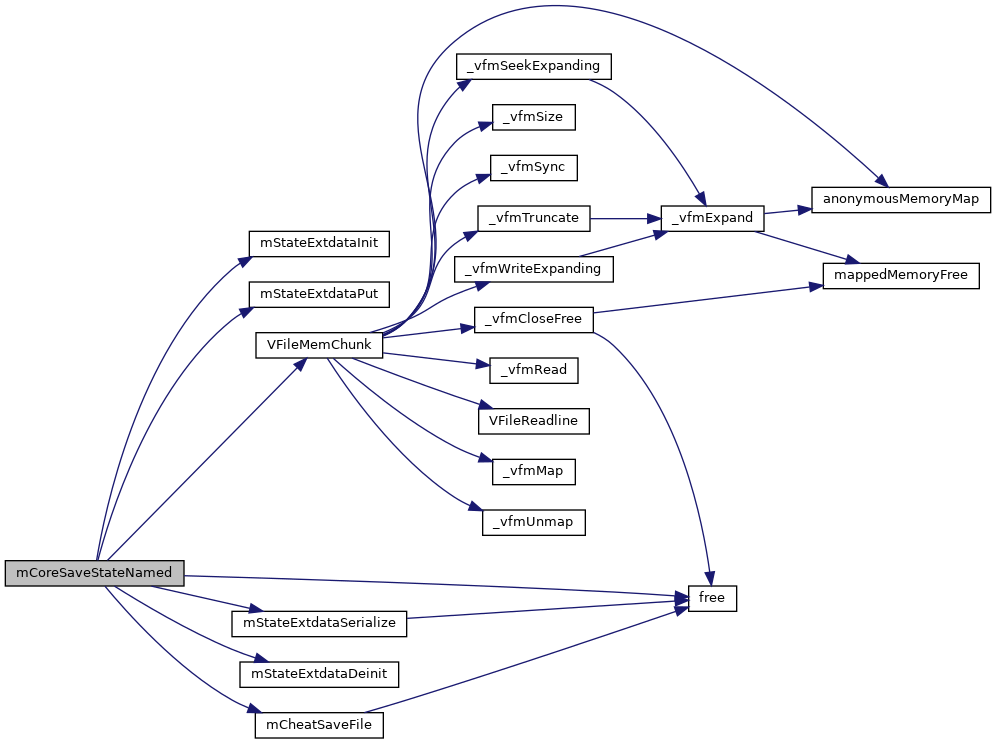 _vfmSeekExpanding
_vfmSize
_vfmSync
anonymousMemoryMap
_vfmTruncate
_vfmExpand
mStateExtdataInit
_vfmWriteExpanding
mappedMemoryFree
mStateExtdataPut
_vfmCloseFree
VFileMemChunk
_vfmRead
VFileReadline
_vfmMap
_vfmUnmap
mCoreSaveStateNamed
free
mStateExtdataSerialize
mStateExtdataDeinit
mCheatSaveFile